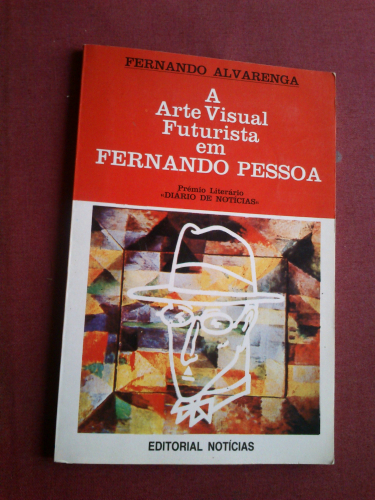 FERNANDO ALVARENGA
A
Arte Visual
Futurista
em
FERNANDO PESSOA
Prémio Literário
«DIÁRIO DE NOTÍCIAS»
EDITORIAL NOTÍCIAS